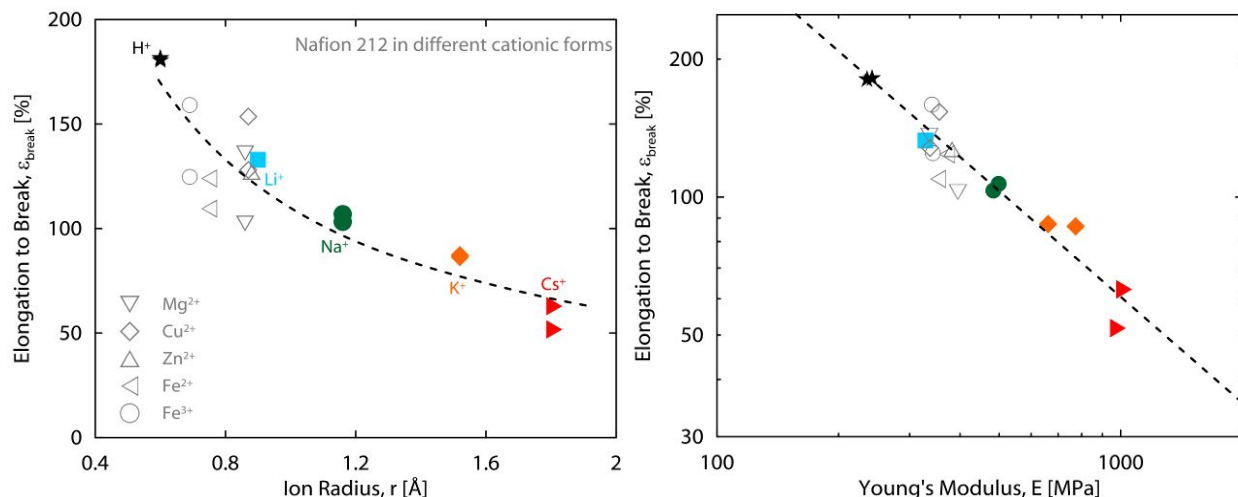 Nafion 212 in different cationic forms
H⁺
Li⁺
Na⁺
K⁺
Cs⁺
Mg²⁺
Cu²⁺
Zn²⁺
Fe²⁺
Fe³⁺
200
150
100
50
0
0.4
0.8
1.2
1.6
2
Elongation to Break, ε_break [%]
Ion Radius, r [Å]
200
100
50
30
100
1000
Elongation to Break, ε_break [%]
Young's Modulus, E [MPa]